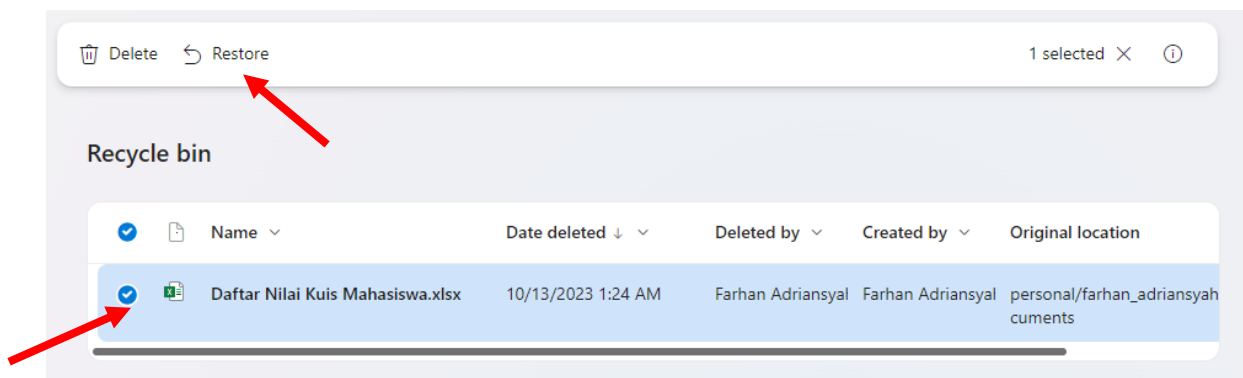 Delete Restore 1 selected
Recycle bin
Name Date deleted Deleted by Created by Original location
Daftar Nilai Kuis Mahasiswa.xlsx 10/13/2023 1:24 AM Farhan Adriansyal Farhan Adriansyal personal/farhan_adriansyah
cuments